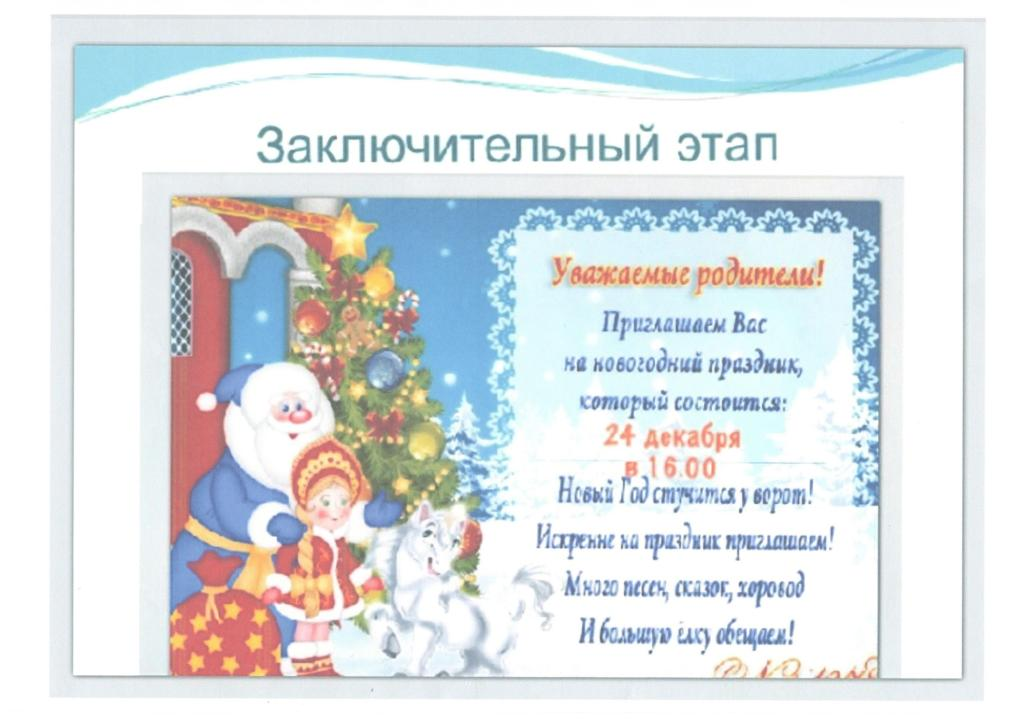 Заключительный этап
Уважаемые родители!
Приглашаем Вас
на новогодний праздник,
который состоится:
24 декабря
в 16.00
Новый Год стучится у ворот!
Искренне на праздник приглашаем!
Много песен, сказок, хоровод
И большую ёлку обещаем!